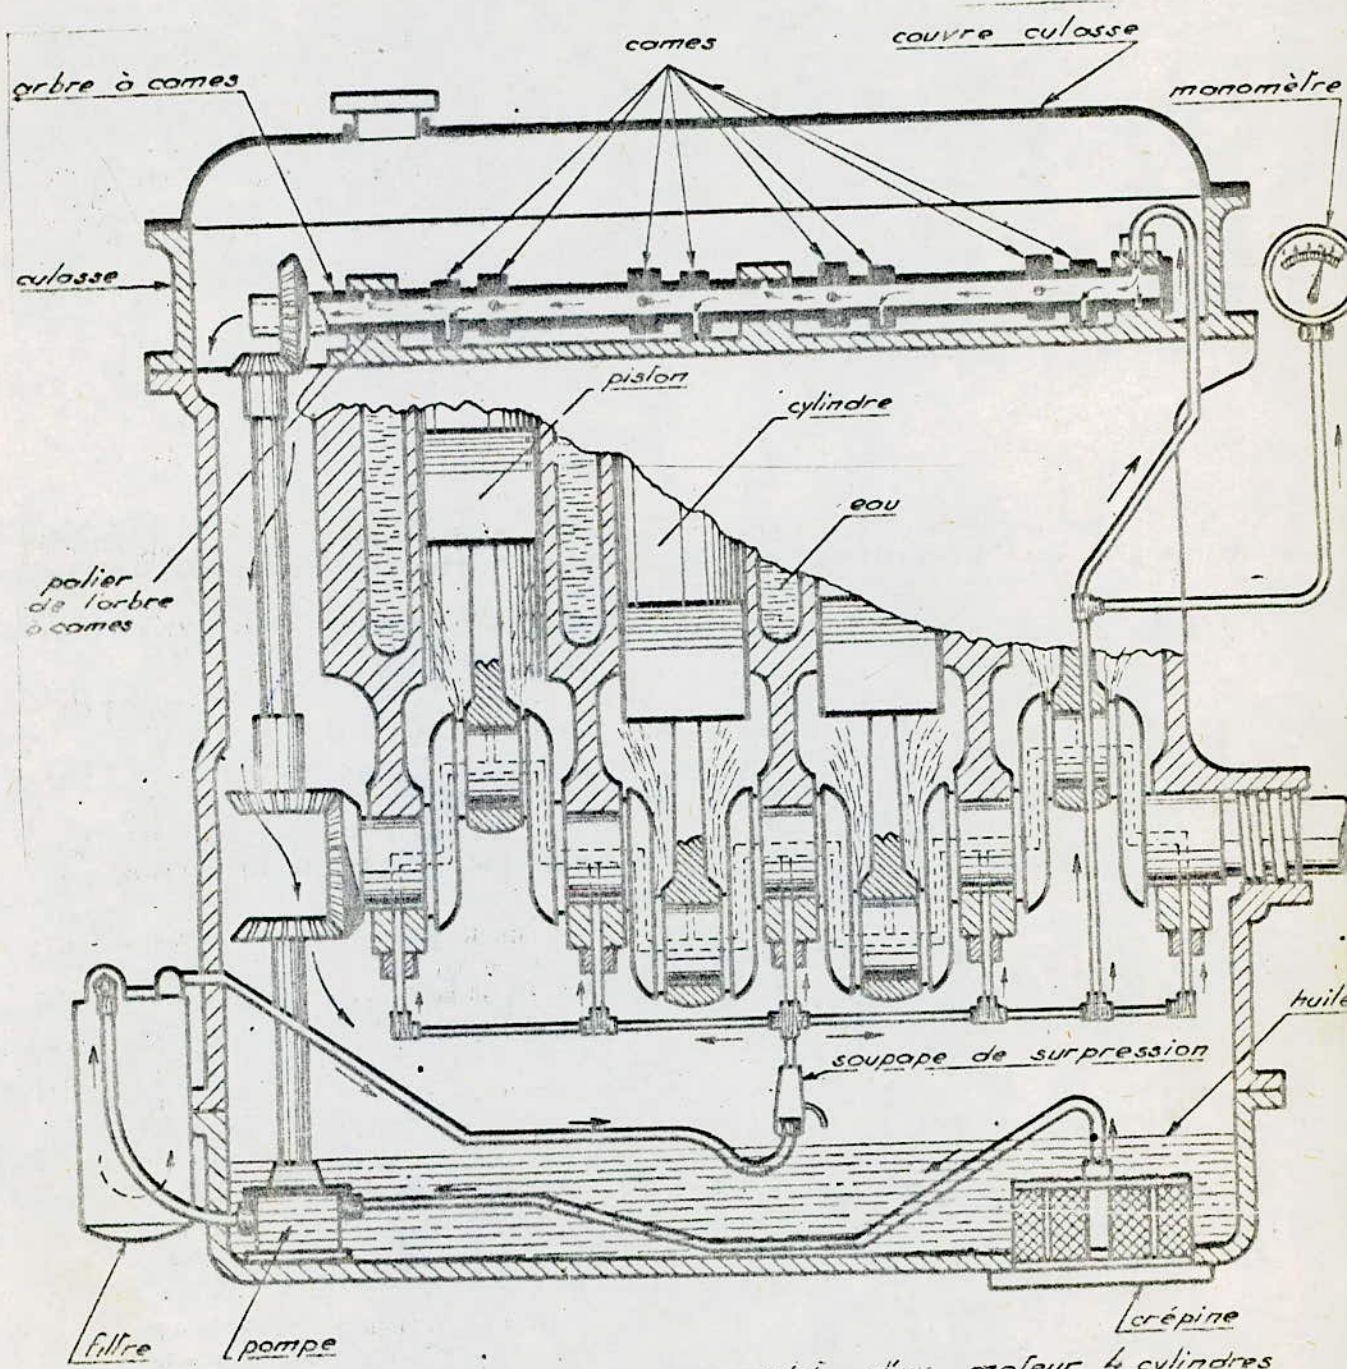 cames
couvre culasse
arbre à cames
manomètre
culasse
piston
cylindre
eau
palier
de l'arbre
à cames
huile
soupape de surpression
crépine
filtre
pompe
moteur 4 cylindres